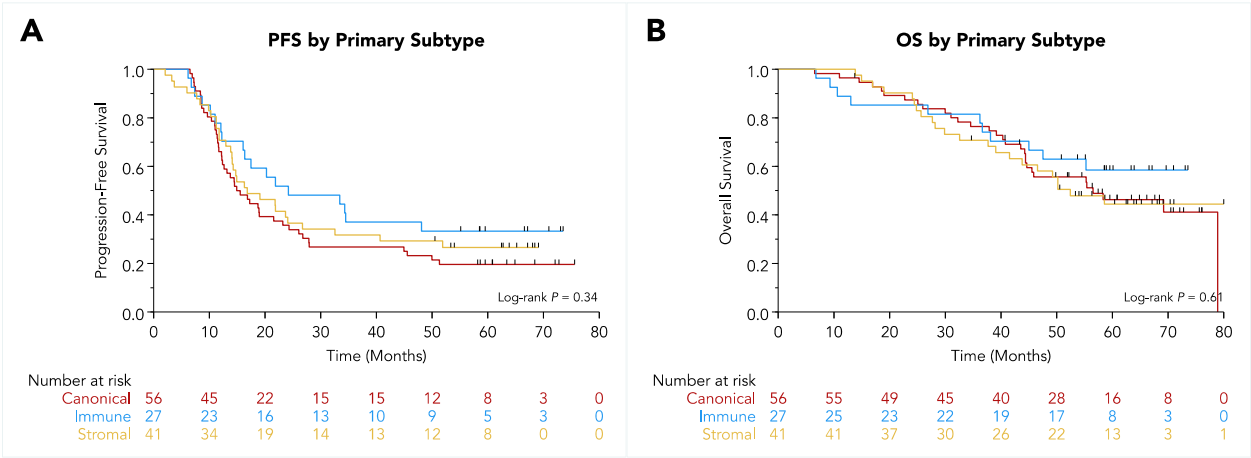 A
PFS by Primary Subtype
1.0
0.8
0.6
0.4
0.2
0.0
Progression-Free Survival
Log-rank P = 0.34
0 10 20 30 40 50 60 70 80
Time (Months)
Number at risk
Canonical 56 45 22 15 15 12 8 3 0
Immune 27 23 16 13 10 9 5 3 0
Stromal 41 34 19 14 13 12 8 0 0
B
OS by Primary Subtype
1.0
0.8
0.6
0.4
0.2
0.0
Overall Survival
Log-rank P = 0.61
0 10 20 30 40 50 60 70 80
Time (Months)
Number at risk
Canonical 56 55 49 45 40 28 16 8 0
Immune 27 25 23 22 19 17 8 3 0
Stromal 41 41 37 30 26 22 13 3 1